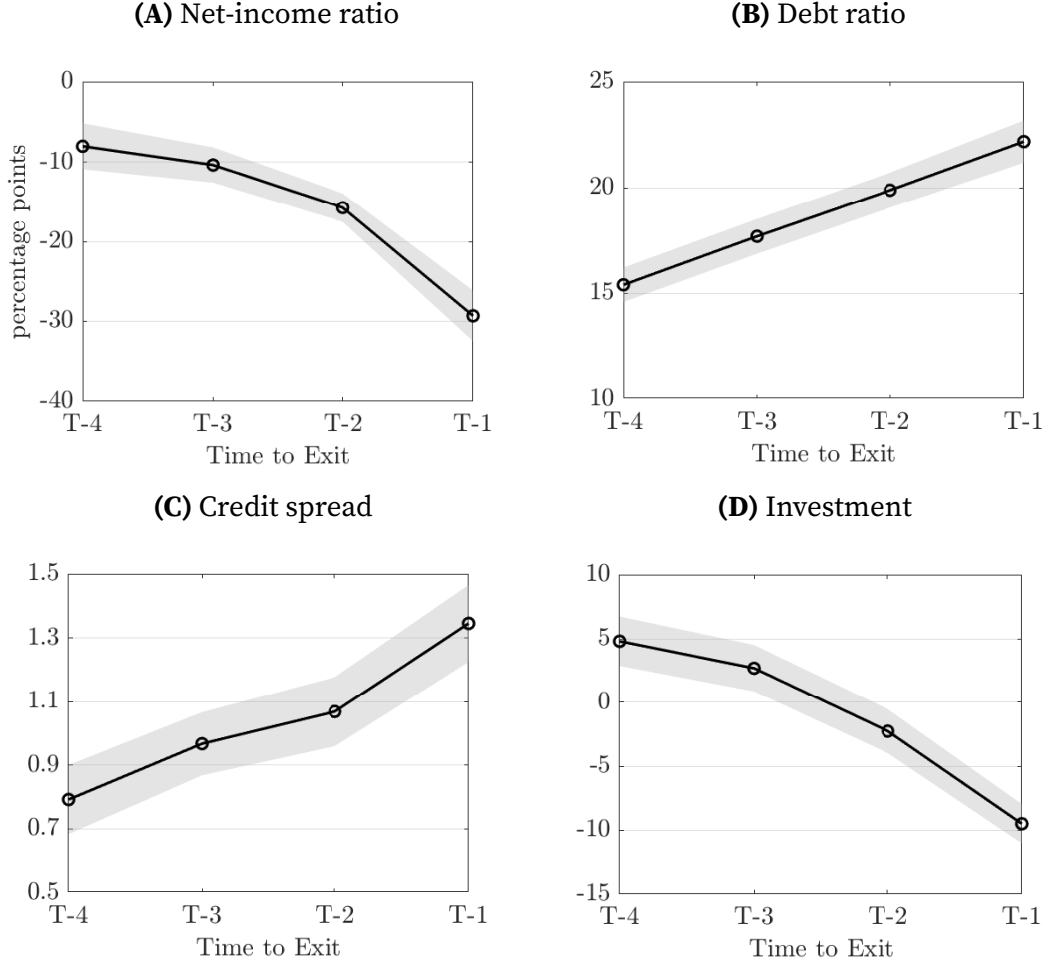 (A) Net-income ratio
percentage points
0
-10
-20
-30
-40
T-4 T-3 T-2 T-1
Time to Exit
(B) Debt ratio
25
20
15
10
T-4 T-3 T-2 T-1
Time to Exit
(C) Credit spread
1.5
1.3
1.1
0.9
0.7
0.5
T-4 T-3 T-2 T-1
Time to Exit
(D) Investment
10
5
0
-5
-10
-15
T-4 T-3 T-2 T-1
Time to Exit